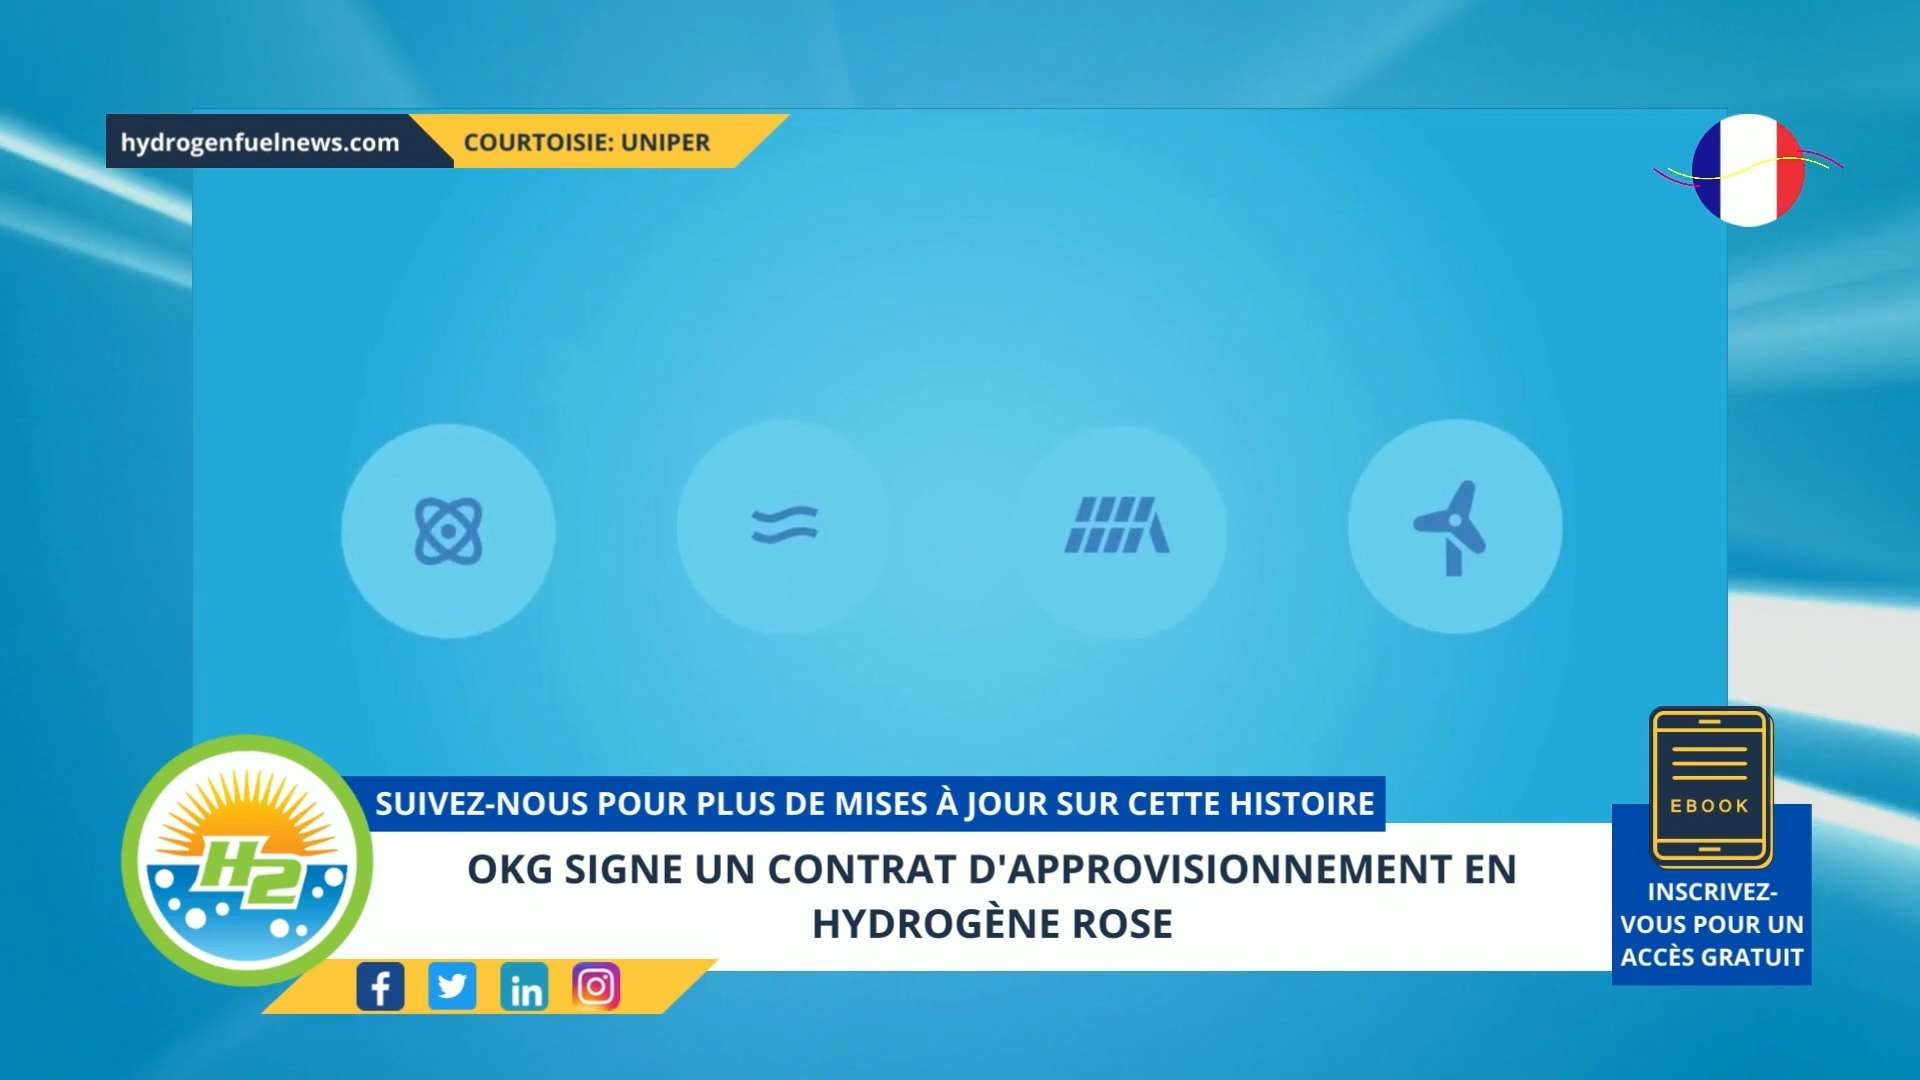 hydrogenfuelnews.com
COURTOISIE: UNIPER
SUIVEZ-NOUS POUR PLUS DE MISES À JOUR SUR CETTE HISTOIRE
OKG SIGNE UN CONTRAT D'APPROVISIONNEMENT EN
HYDROGÈNE ROSE
H2
EBOOK
INSCRIVEZ-
VOUS POUR UN
ACCÈS GRATUIT
f
in